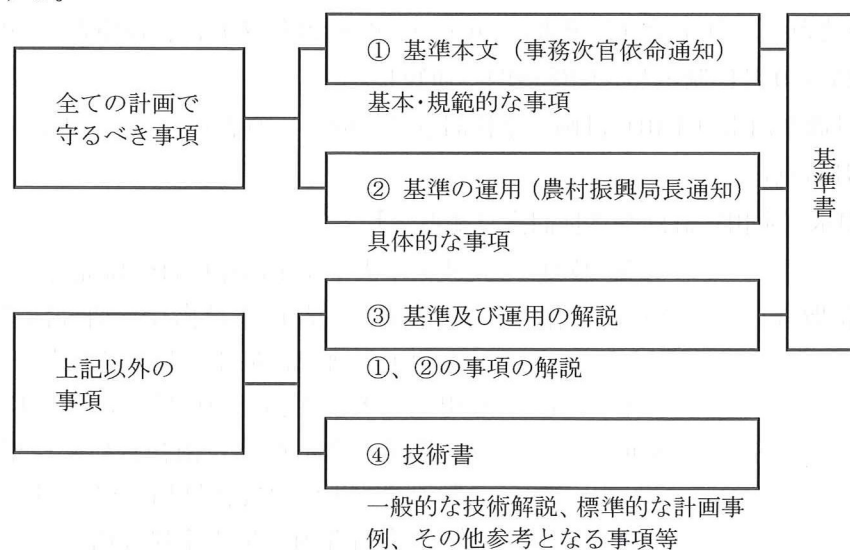 全ての計画で
守るべき事項
① 基準本文（事務次官依命通知）
基本・規範的な事項
② 基準の運用（農村振興局長通知）
具体的な事項
基準書
上記以外の
事項
③ 基準及び運用の解説
①、②の事項の解説
④ 技術書
一般的な技術解説、標準的な計画事
例、その他参考となる事項等